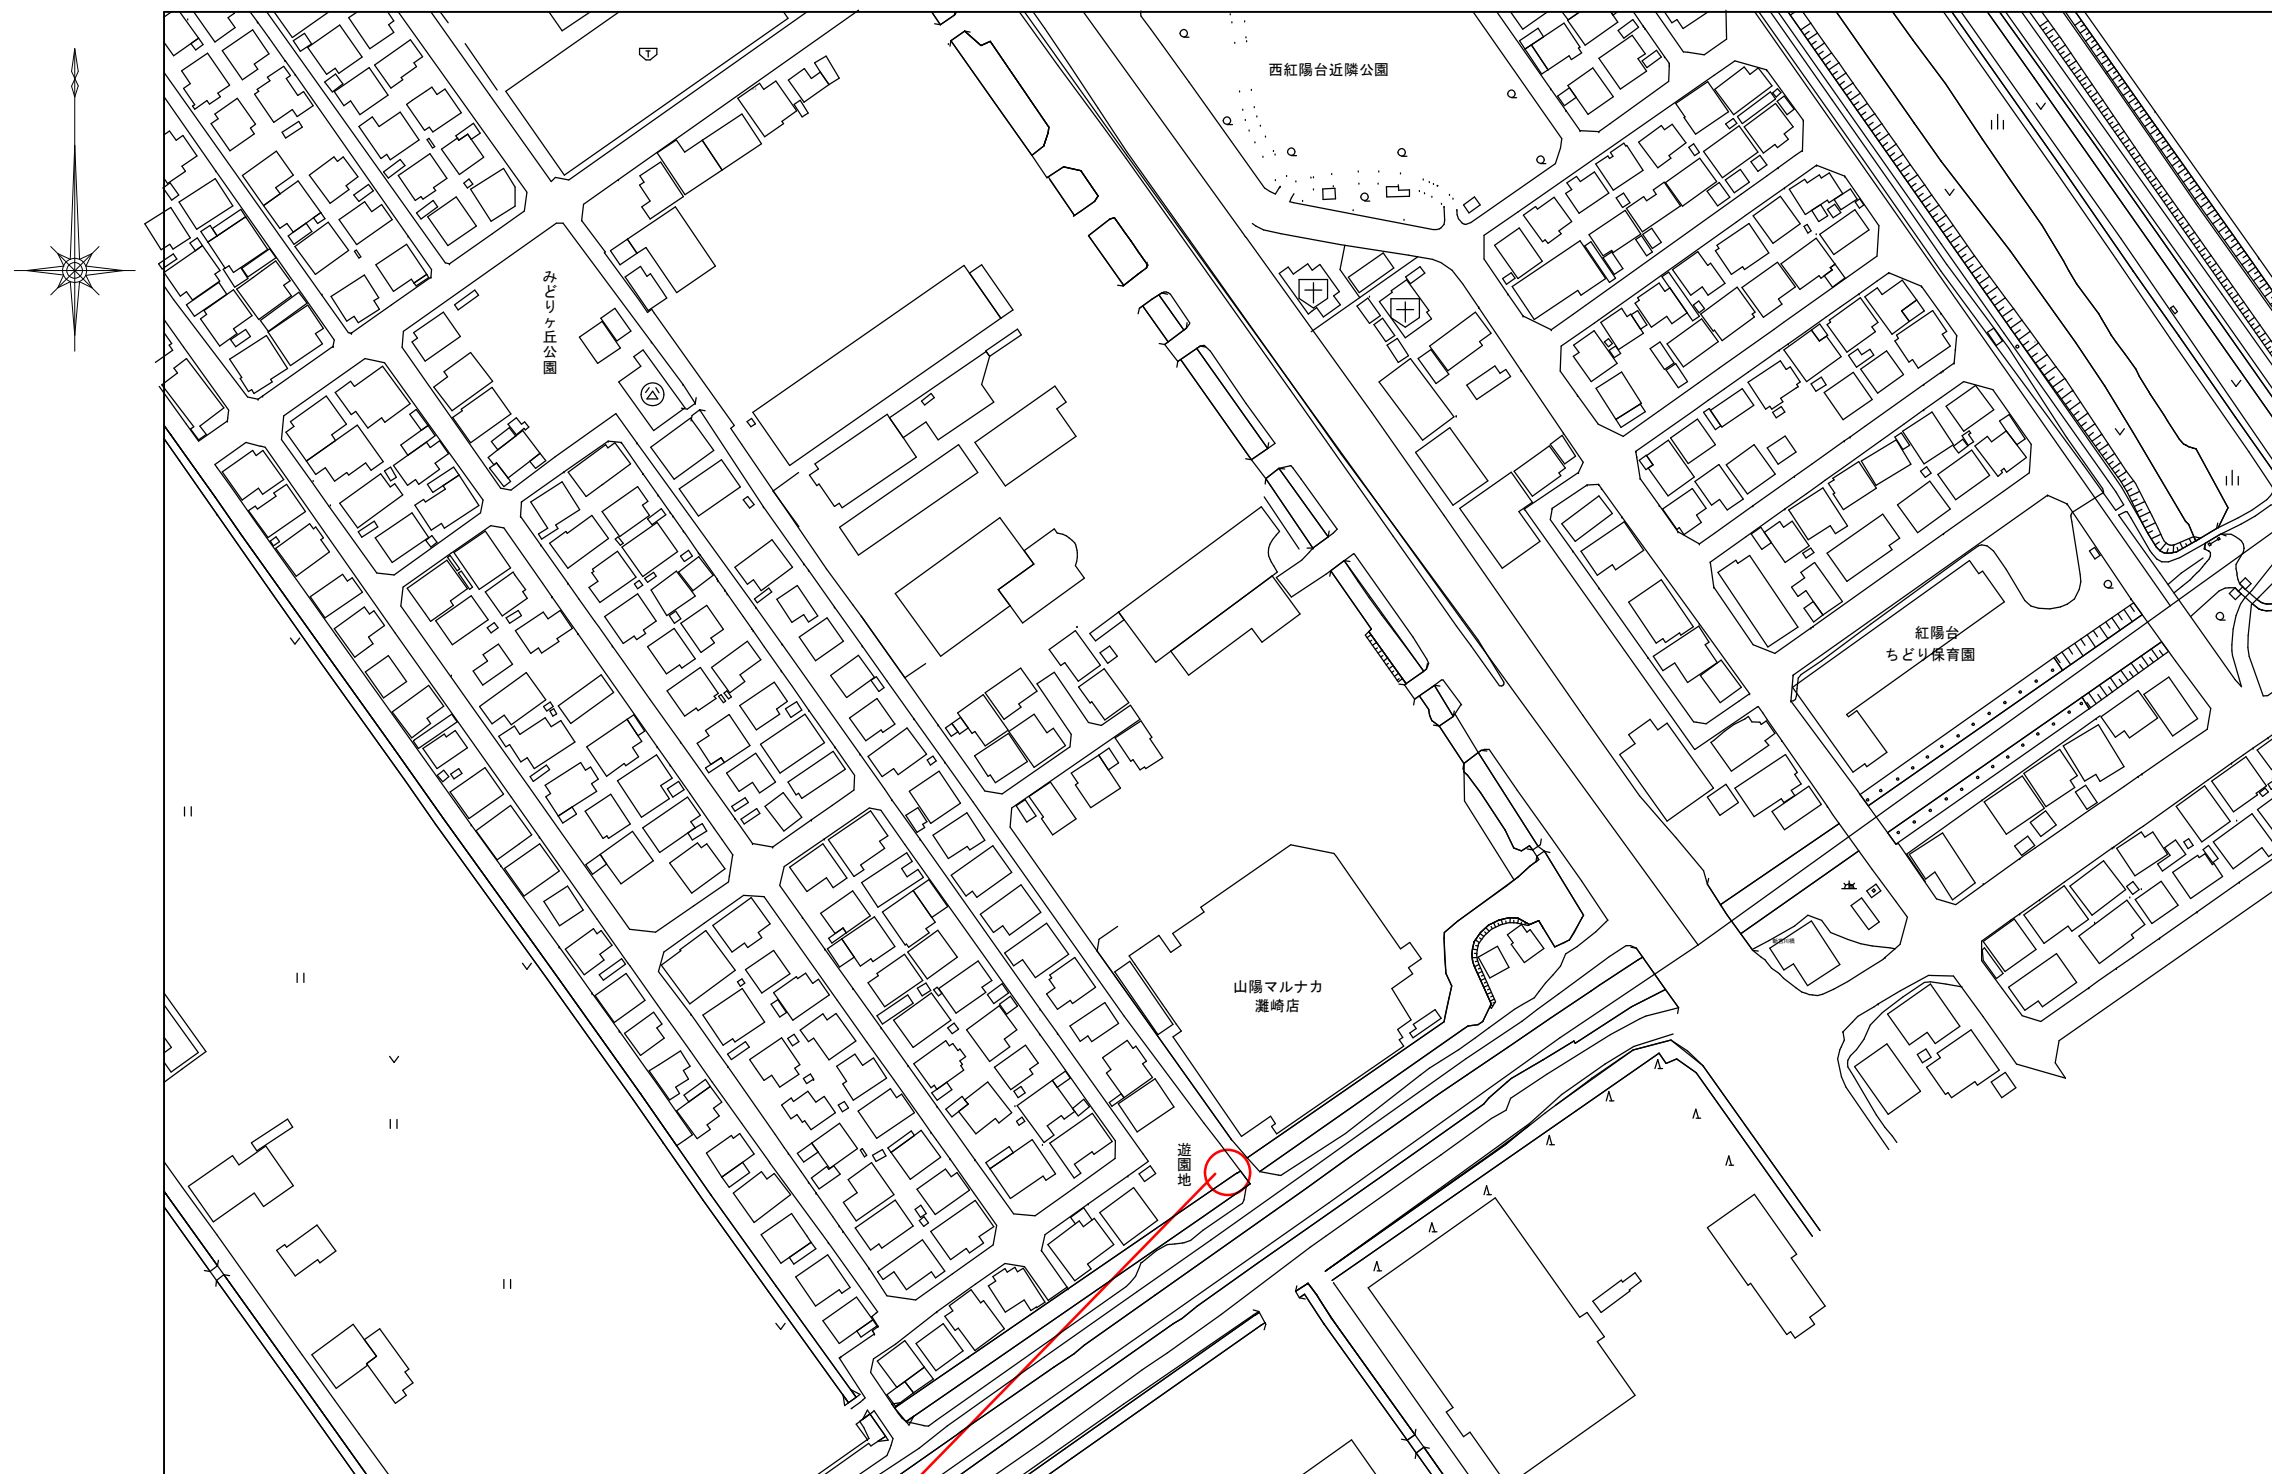 西紅陽台近隣公園
みどりヶ丘公園
紅陽台
ちどり保育園
山陽マルナカ
灘崎店
遊園地